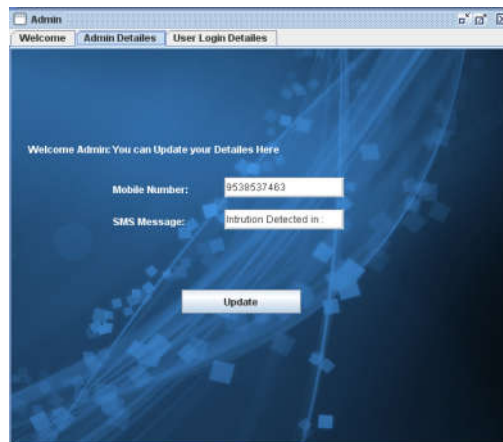 Admin
Welcome Admin Detailes User Login Detailes
Welcome Admin: You can Update your Detailes Here
Mobile Number: 9538537463
SMS Message: Intrution Detected in :
Update